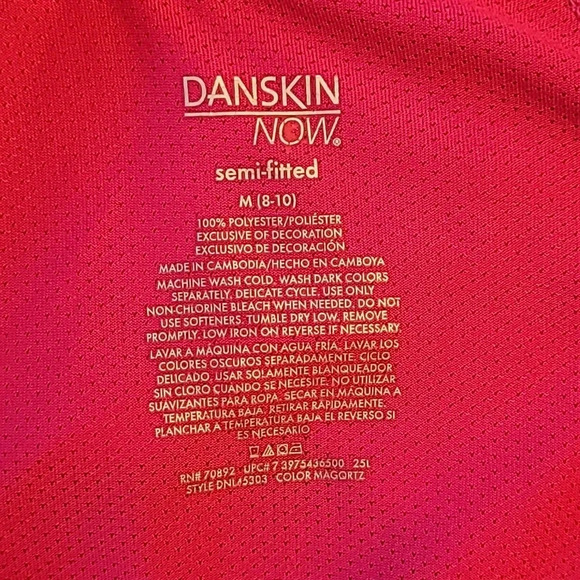 DANSKIN
NOW®
semi-fitted
M (8-10)
100% POLYESTER/POLIÉSTER
EXCLUSIVE OF DECORATION
EXCLUSIVO DE DECORACIÓN
MADE IN CAMBODIA/HECHO EN CAMBOYA
MACHINE WASH COLD. WASH DARK COLORS
SEPARATELY. DELICATE CYCLE. USE ONLY
NON-CHLORINE BLEACH WHEN NEEDED. DO NOT
USE SOFTENERS. TUMBLE DRY LOW. REMOVE
PROMPTLY. LOW IRON ON REVERSE IF NECESSARY.
LAVAR A MÁQUINA CON AGUA FRÍA. LAVAR LOS
COLORES OSCUROS SEPARADAMENTE. CICLO
DELICADO. USAR SOLAMENTE BLANQUEADOR
SIN CLORO CUANDO SE NECESITE. NO UTILIZAR
SUAVIZANTES PARA ROPA. SECAR EN MÁQUINA A
TEMPERATURA BAJA. RETIRAR RÁPIDAMENTE.
PLANCHAR A TEMPERATURA BAJA EL REVERSO SI
ES NECESARIO
RN# 70892 UPC# 7 3975436500 251
STYLE DNL45303 COLOR MAGQRTZ